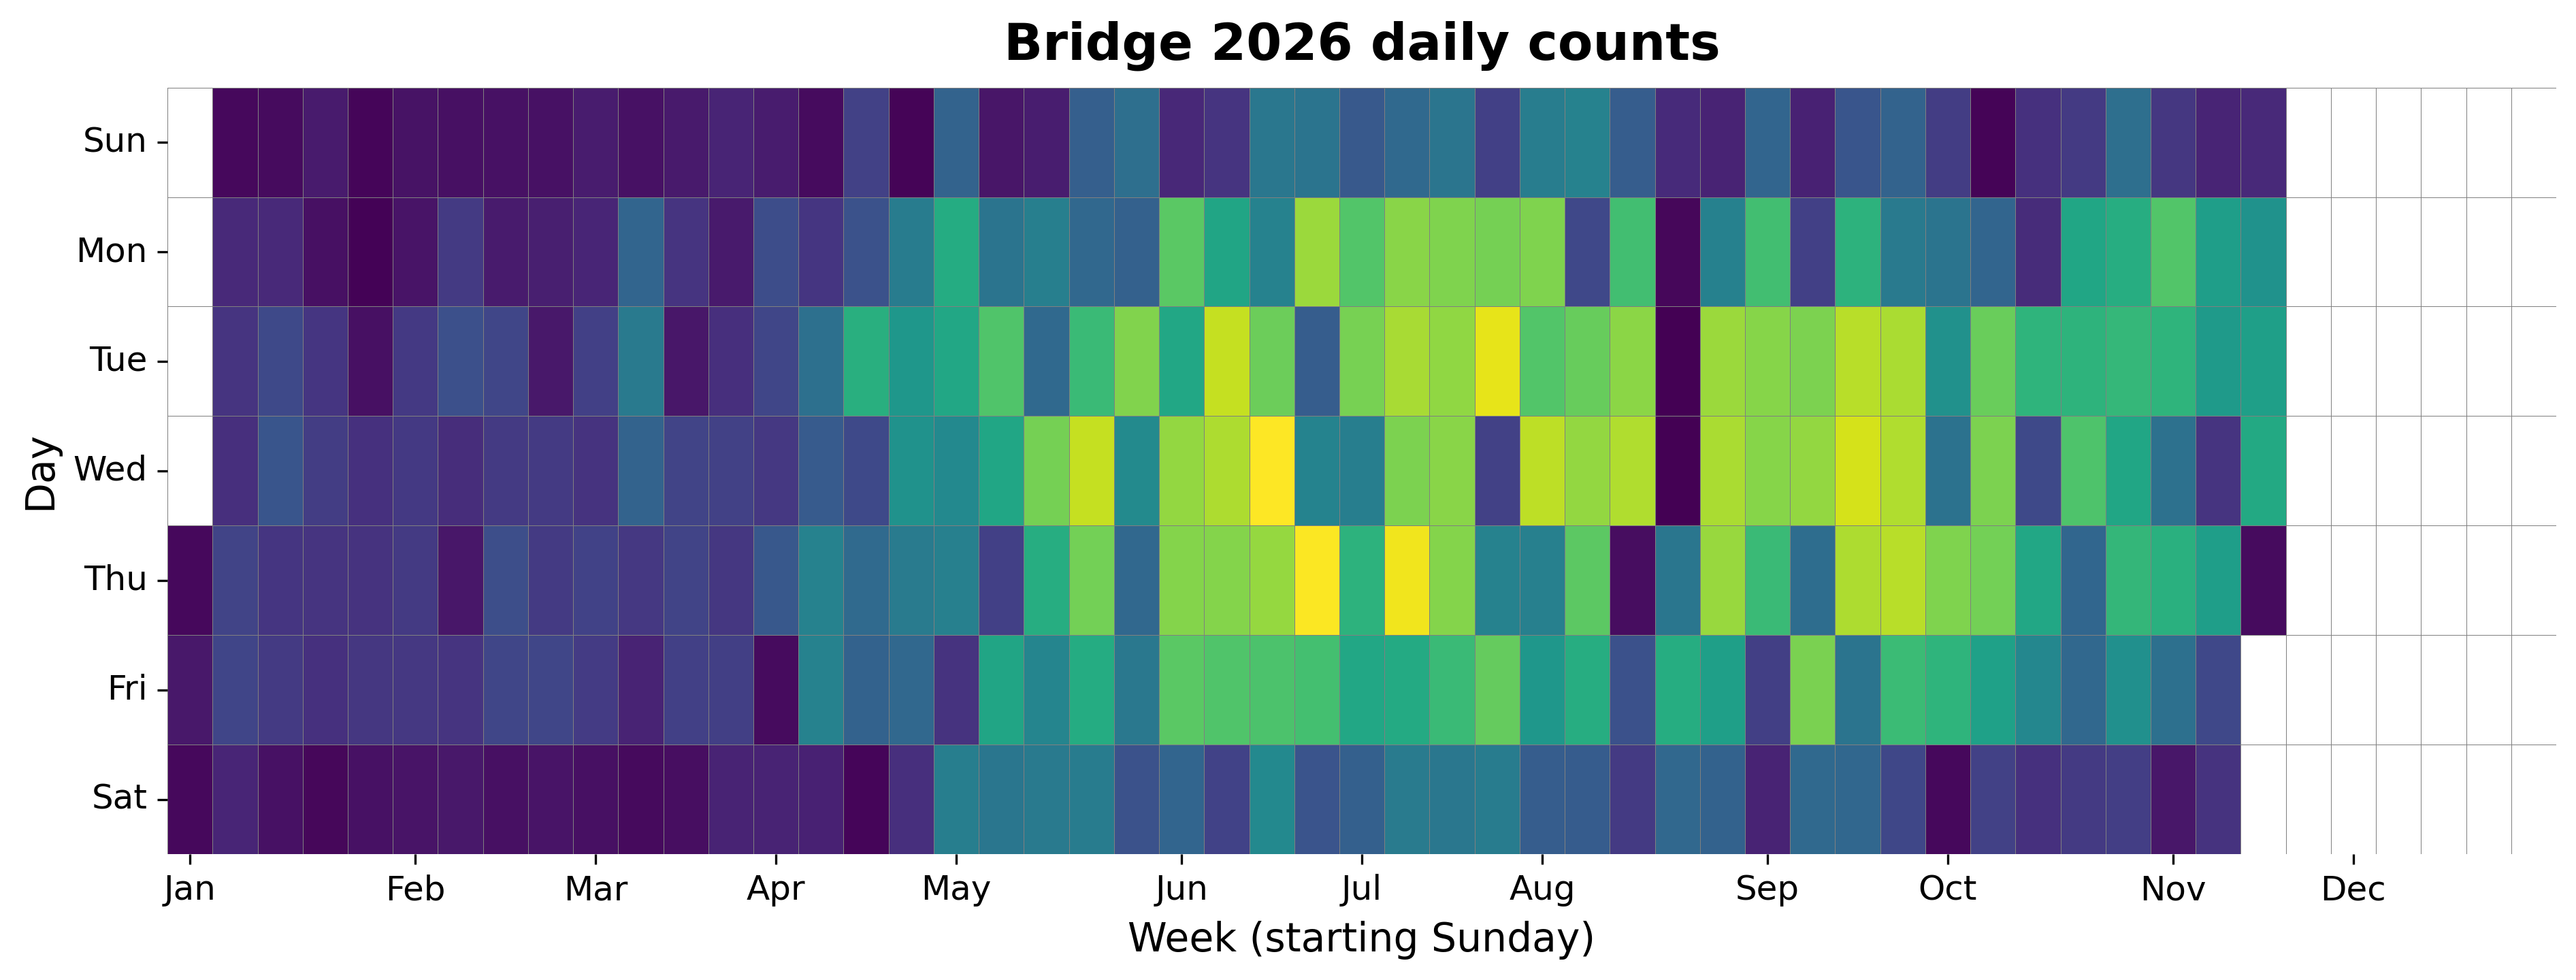 Bridge 2026 daily counts
Day
Sun
Mon
Tue
Wed
Thu
Fri
Sat
Jan Feb Mar Apr May Jun Jul Aug Sep Oct Nov Dec
Week (starting Sunday)